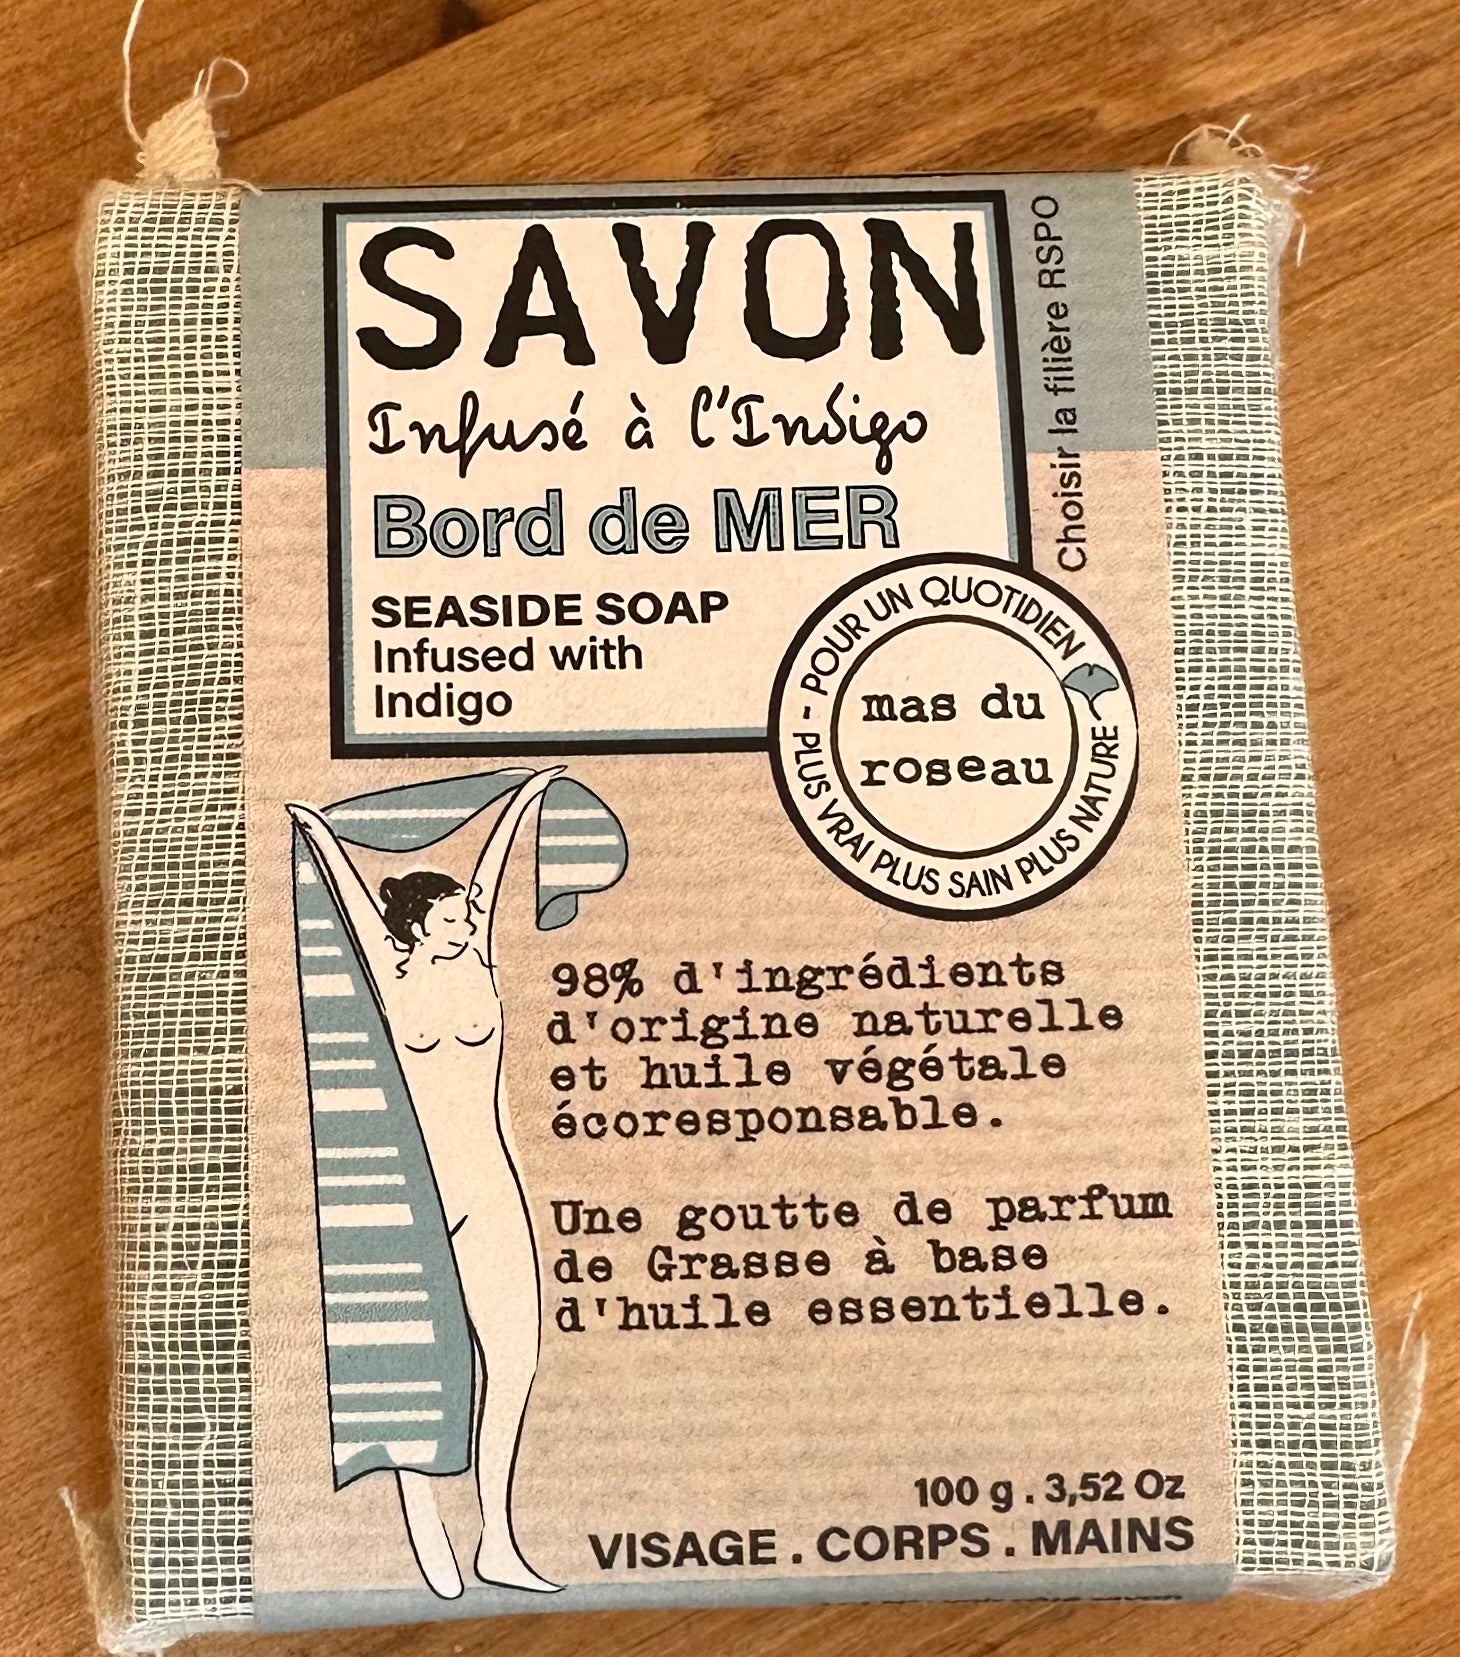 SAVON
Infusé à l'Indigo
Bord de MER
SEASIDE SOAP
Infused with
Indigo
Choisir la filière RSPO
- POUR UN QUOTIDIEN
PLUS VRAI PLUS SAIN PLUS NATURE
mas du
roseau
98% d'ingrédients
d'origine naturelle
et huile végétale
écoresponsable.
Une goutte de parfum
de Grasse à base
d'huile essentielle.
100 g . 3,52 Oz
VISAGE . CORPS . MAINS